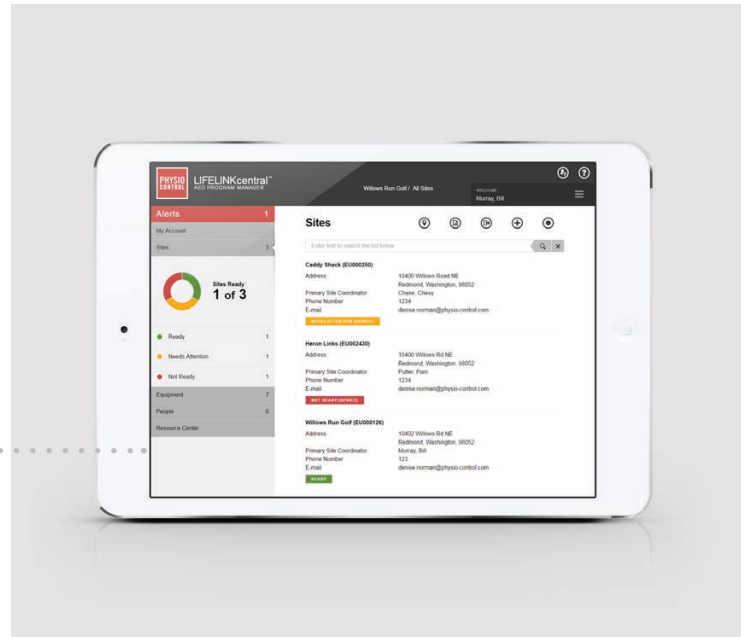 PHYSIO
CONTROL
LIFELINKcentral™
AED PROGRAM MANAGER
Willows Run Golf / All Sites
WELCOME
Murray, Bill
Alerts 1
My Account
Sites 3
Sites Ready
1 of 3
Ready 1
Needs Attention 1
Not Ready 1
Equipment 7
People 6
Resource Center
Sites
Enter text to search the list below
Caddy Shack (EU000250)
Address 10400 Willows Road NE
Redmond, Washington, 98052
Primary Site Coordinator Chase, Chevy
Phone Number 1234
E-mail denise.norman@physio-control.com
NEEDS ATTENTION (DEVICE)
Heron Links (EU002430)
Address 10400 Willows Rd NE
Redmond, Washington, 98052
Primary Site Coordinator Putter, Pam
Phone Number 1234
E-mail denise.norman@physio-control.com
NOT READY (DEVICE)
Willows Run Golf (EU000126)
Address 10402 Willows Rd NE
Redmond, Washington, 98052
Primary Site Coordinator Murray, Bill
Phone Number 123
E-mail denise.norman@physio-control.com
READY